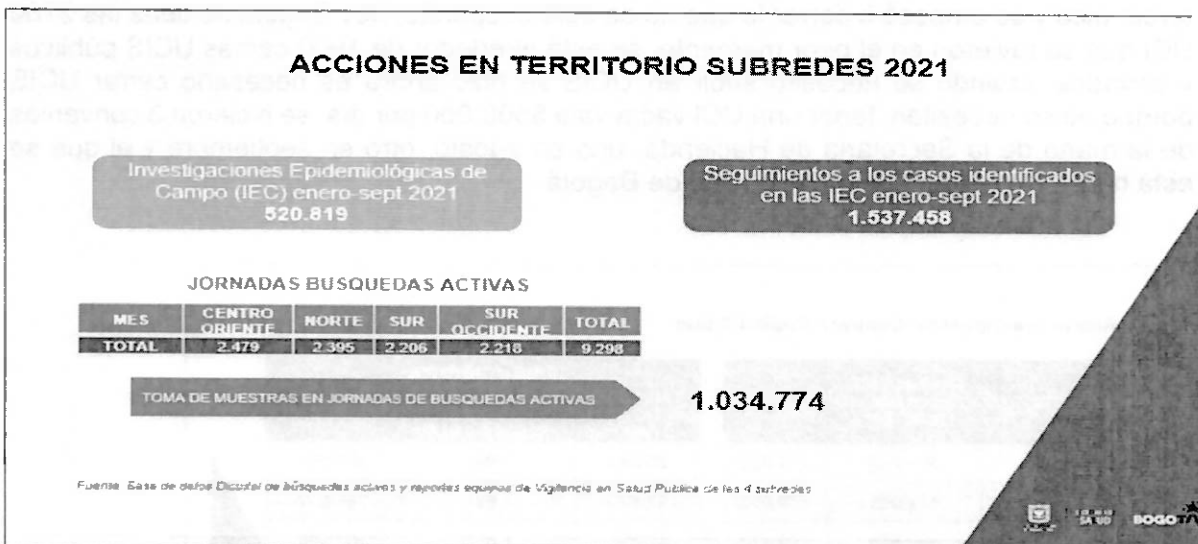 ACCIONES EN TERRITORIO SUBREDES 2021
Investigaciones Epidemiológicas de
Campo (IEC) enero-sept 2021
520.819
Seguimientos a los casos identificados
en las IEC enero-sept 2021
1.537.458
JORNADAS BUSQUEDAS ACTIVAS
MES CENTRO ORIENTE NORTE SUR SUR OCCIDENTE TOTAL
TOTAL 2.479 2.395 2.206 2.218 9.298
TOMA DE MUESTRAS EN JORNADAS DE BUSQUEDAS ACTIVAS
1.034.774
Fuente: Base de datos Distrital de búsquedas activas y reportes equipos de Vigilancia en Salud Publica de las 4 subredes
SALUD
BOGOTÁ